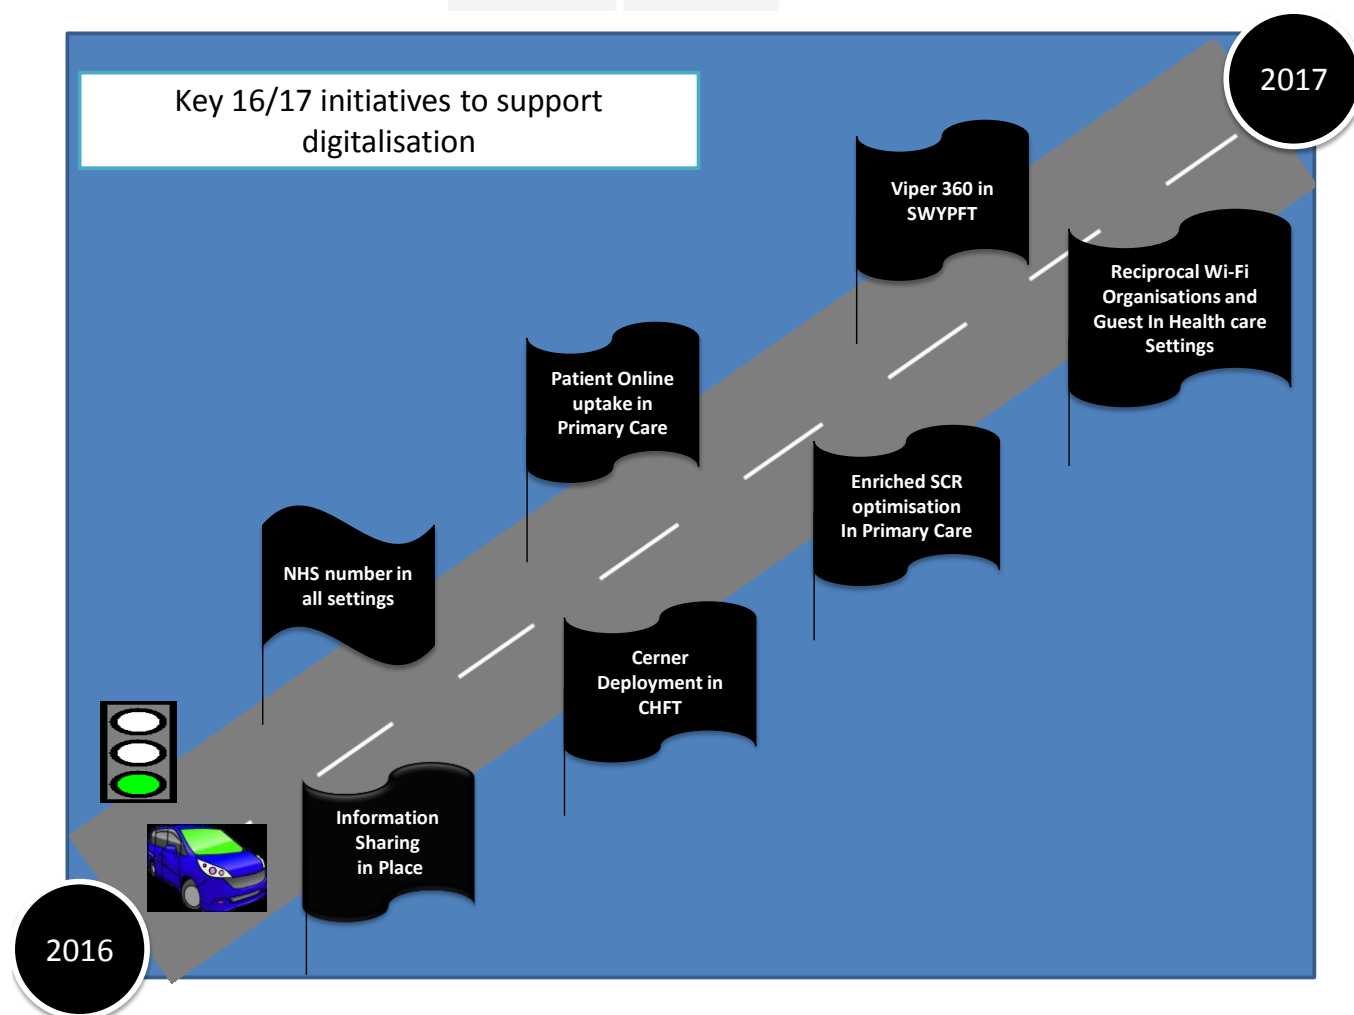 Key 16/17 initiatives to support
digitalisation
2017
Viper 360 in
SWYPFT
Reciprocal Wi-Fi
Organisations and
Guest In Health care
Settings
Patient Online
uptake in
Primary Care
Enriched SCR
optimisation
In Primary Care
NHS number in
all settings
Cerner
Deployment in
CHFT
Information
Sharing
in Place
2016